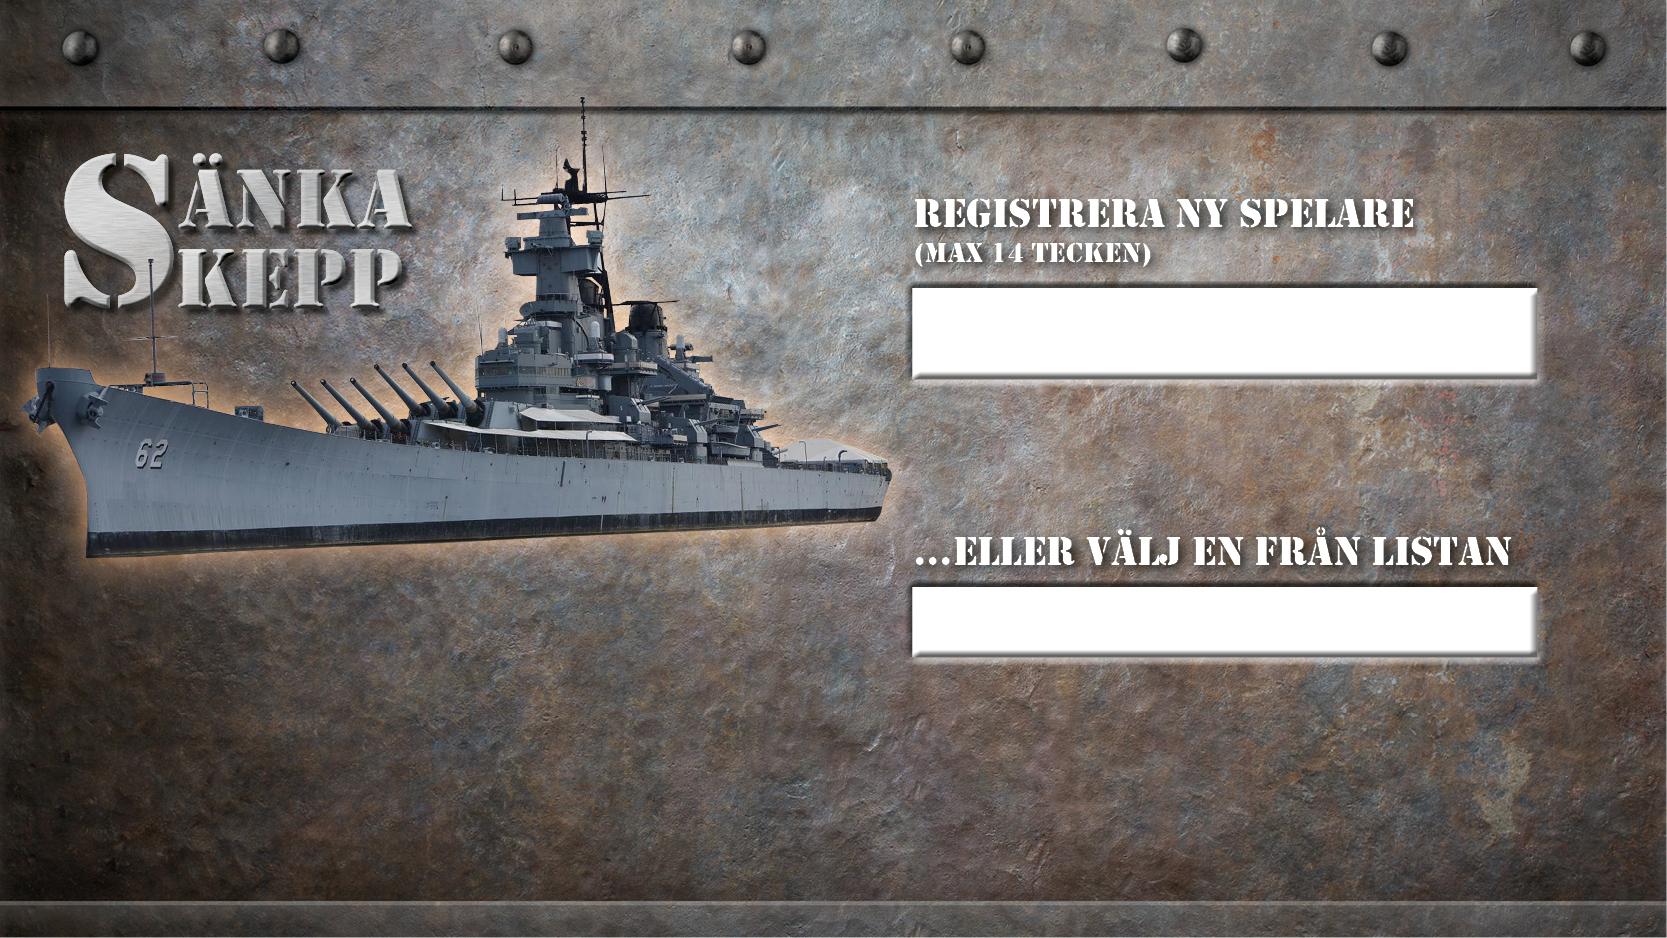 SÄNKA
SKEPP
62
REGISTRERA NY SPELARE
(MAX 14 TECKEN)
...ELLER VÄLJ EN FRÅN LISTAN